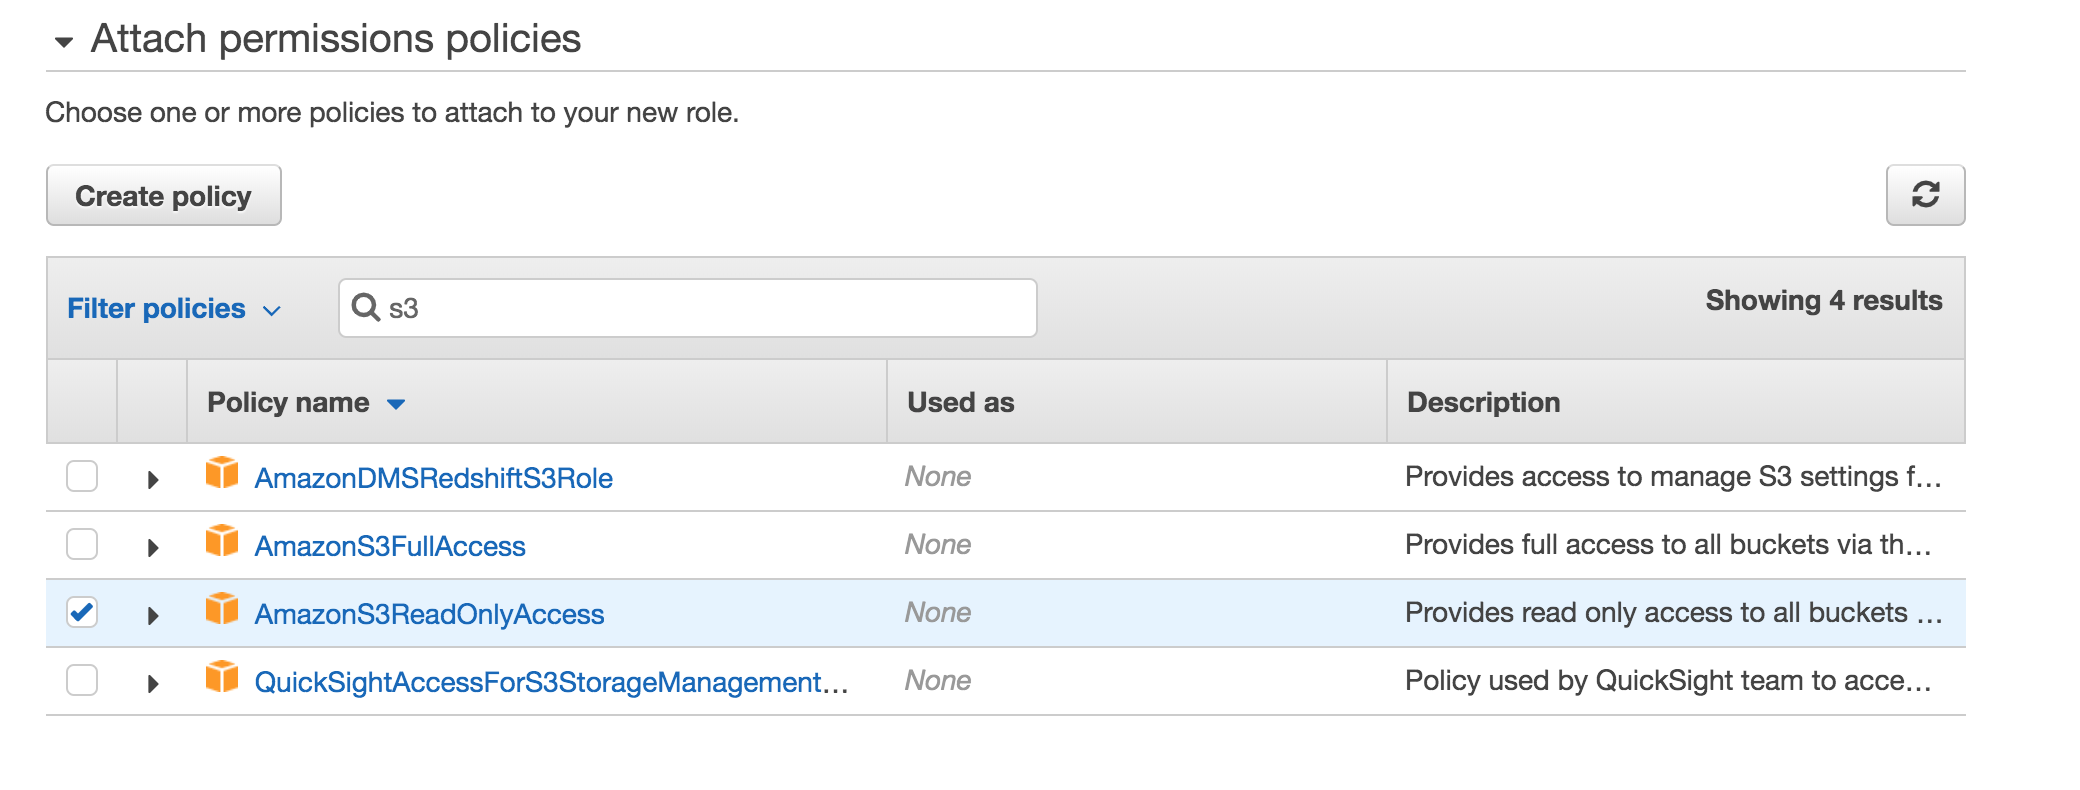 Attach permissions policies
Choose one or more policies to attach to your new role.
Create policy
Filter policies
s3
Showing 4 results
Policy name Used as Description
AmazonDMSRedshiftS3Role None Provides access to manage S3 settings f...
AmazonS3FullAccess None Provides full access to all buckets via th...
AmazonS3ReadOnlyAccess None Provides read only access to all buckets ...
QuickSightAccessForS3StorageManagement... None Policy used by QuickSight team to acce...